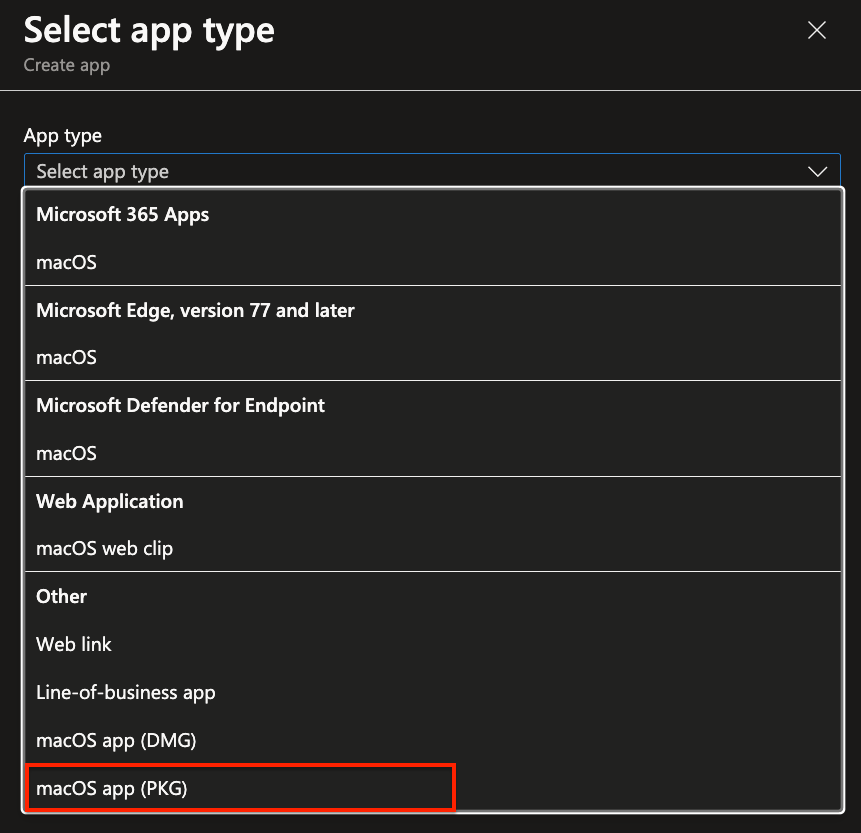 Select app type
Create app
App type
Select app type
Microsoft 365 Apps
macOS
Microsoft Edge, version 77 and later
macOS
Microsoft Defender for Endpoint
macOS
Web Application
macOS web clip
Other
Web link
Line-of-business app
macOS app (DMG)
macOS app (PKG)